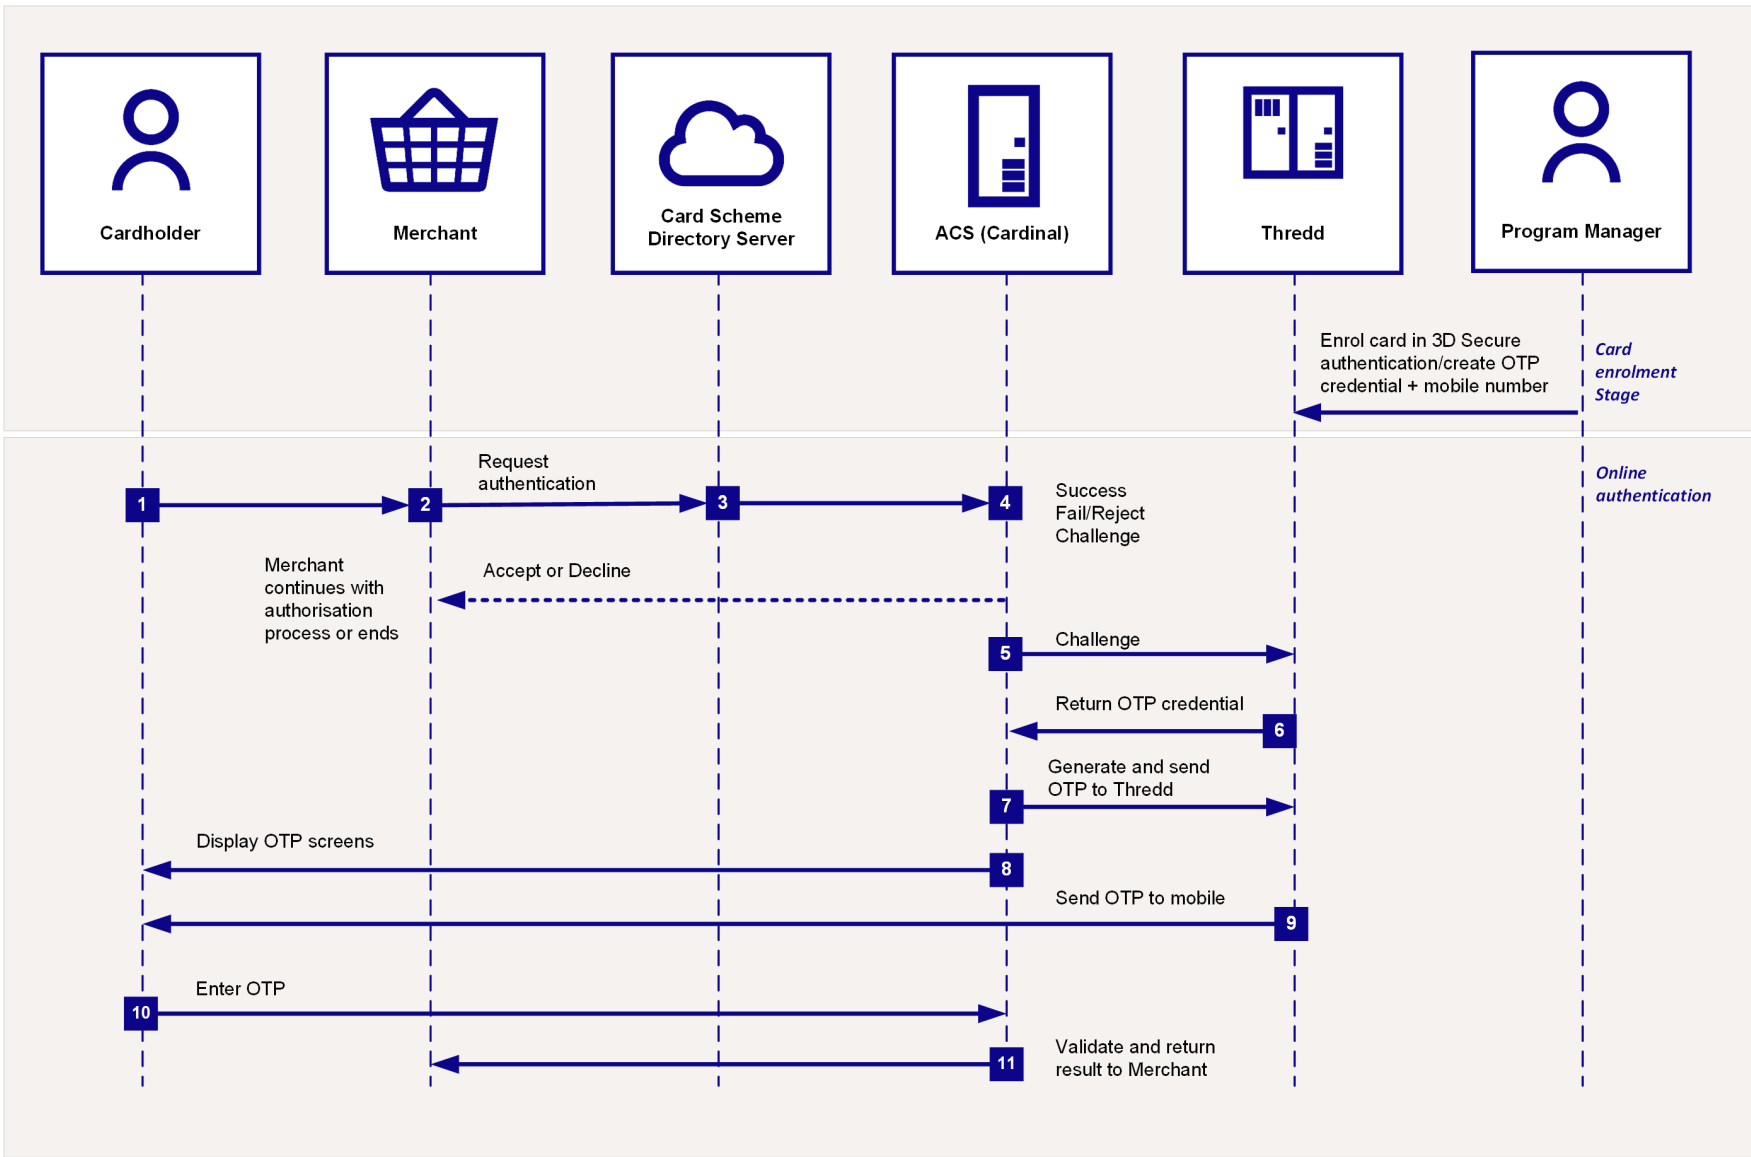 Cardholder
Merchant
Card Scheme
Directory Server
ACS (Cardinal)
Thredd
Program Manager
Enrol card in 3D Secure
authentication/create OTP
credential + mobile number
Card
enrolment
Stage
Online
authentication
1
2
Request
authentication
3
4
Success
Fail/Reject
Challenge
Merchant
continues with
authorisation
process or ends
Accept or Decline
5
Challenge
Return OTP credential
6
Generate and send
OTP to Thredd
7
Display OTP screens
8
Send OTP to mobile
9
Enter OTP
10
11
Validate and return
result to Merchant